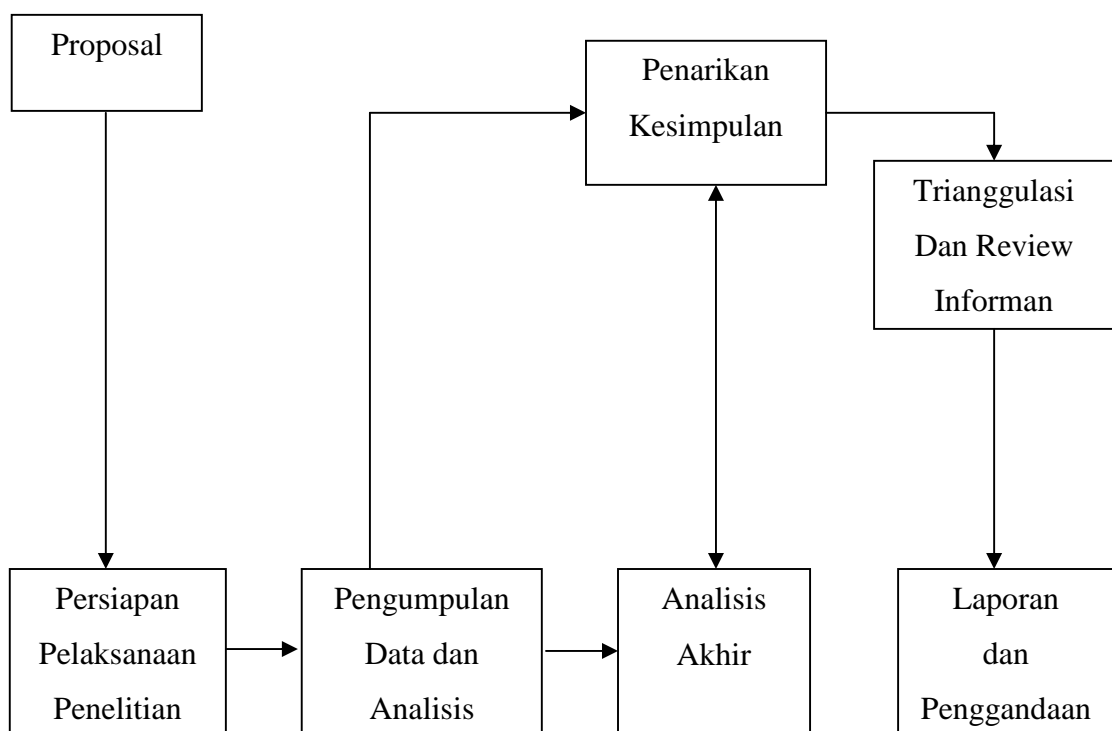 Proposal
Penarikan
Kesimpulan
Trianggulasi
Dan Review
Informan
Persiapan
Pelaksanaan
Penelitian
Pengumpulan
Data dan
Analisis
Analisis
Akhir
Laporan
dan
Penggandaan